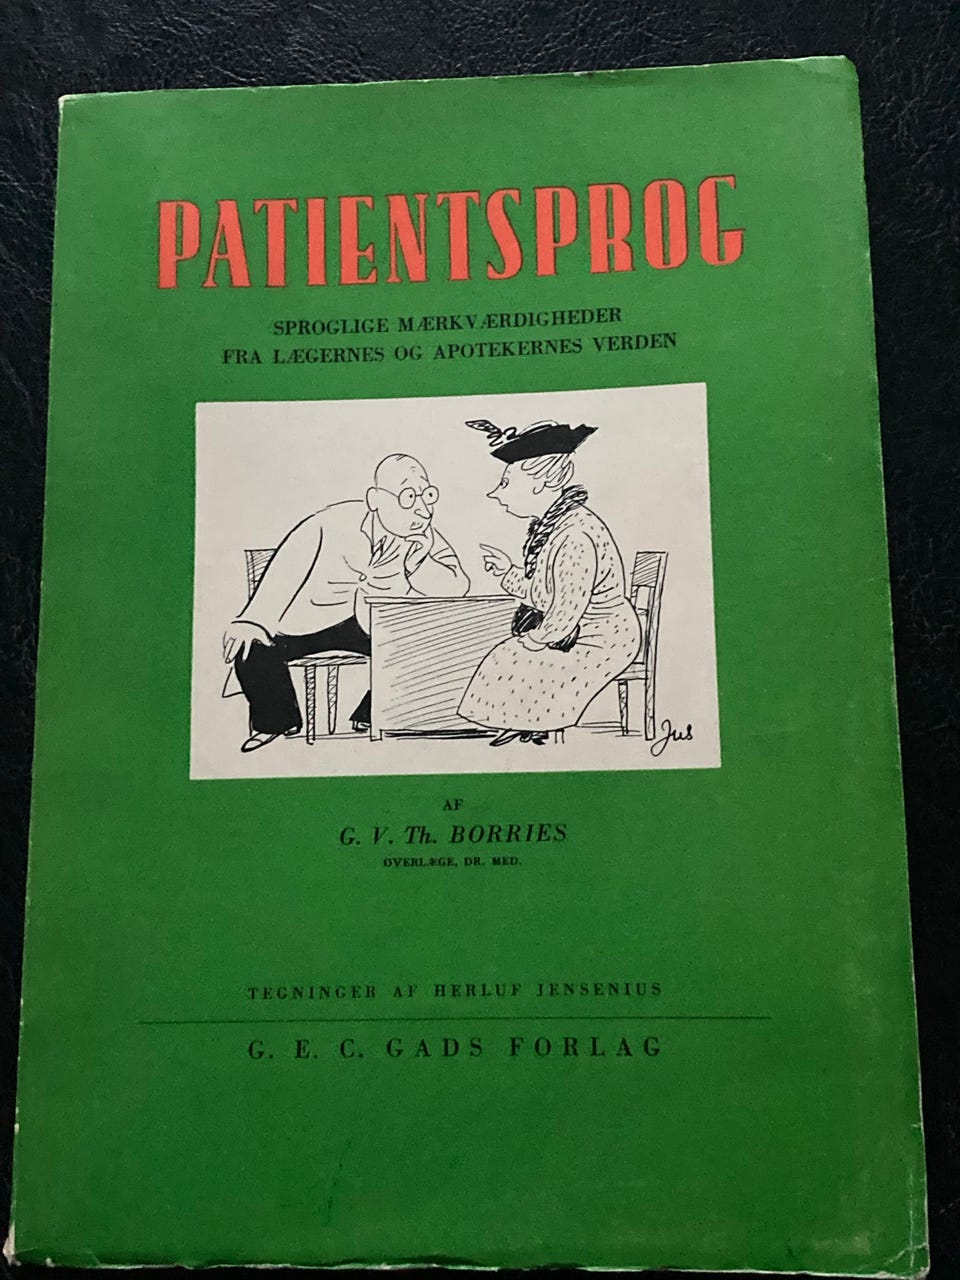 PATIENTSPROG
SPROGLIGE MÆRKVÆRDIGHEDER
FRA LÆGERNES OG APOTEKERNES VERDEN
Jus
AF
G. V. Th. BORRIES
OVERLÆGE, DR. MED.
TEGNINGER AF HERLUF JENSENIUS
G. E. C. GADS FORLAG